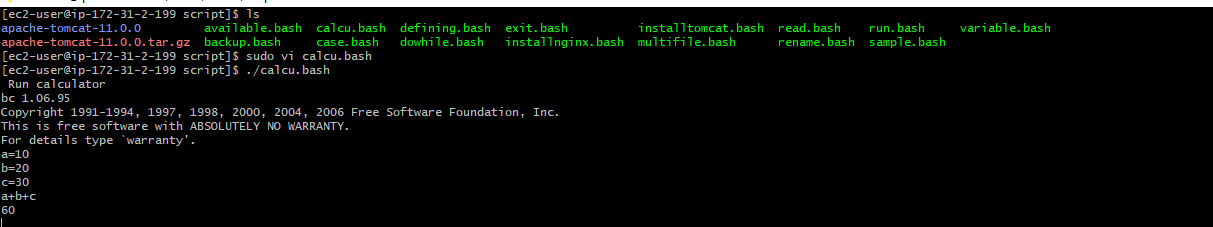 [ec2-user@ip-172-31-2-199 script]$ ls
apache-tomcat-11.0.0 available.bash calcu.bash defining.bash exit.bash installtomcat.bash read.bash run.bash variable.bash
apache-tomcat-11.0.0.tar.gz backup.bash case.bash dowhile.bash installnginx.bash multifile.bash rename.bash sample.bash
[ec2-user@ip-172-31-2-199 script]$ sudo vi calcu.bash
[ec2-user@ip-172-31-2-199 script]$ ./calcu.bash
Run calculator
bc 1.06.95
Copyright 1991-1994, 1997, 1998, 2000, 2004, 2006 Free Software Foundation, Inc.
This is free software with ABSOLUTELY NO WARRANTY.
For details type `warranty'.
a=10
b=20
c=30
a+b+c
60